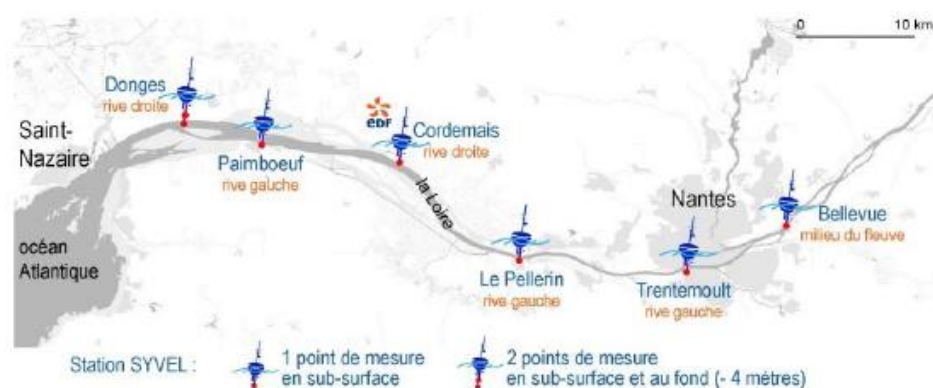 0 10 km
Donges
rive droite
Saint-
Nazaire
Paimboeuf
rive gauche
eDF
Cordemais
rive droite
la Loire
Nantes
Bellevue
milieu du fleuve
océan
Atlantique
Le Pellerin
rive gauche
Trentemoult
rive gauche
Station SYVEL :
1 point de mesure
en sub-surface
2 points de mesure
en sub-surface et au fond (- 4 mètres)